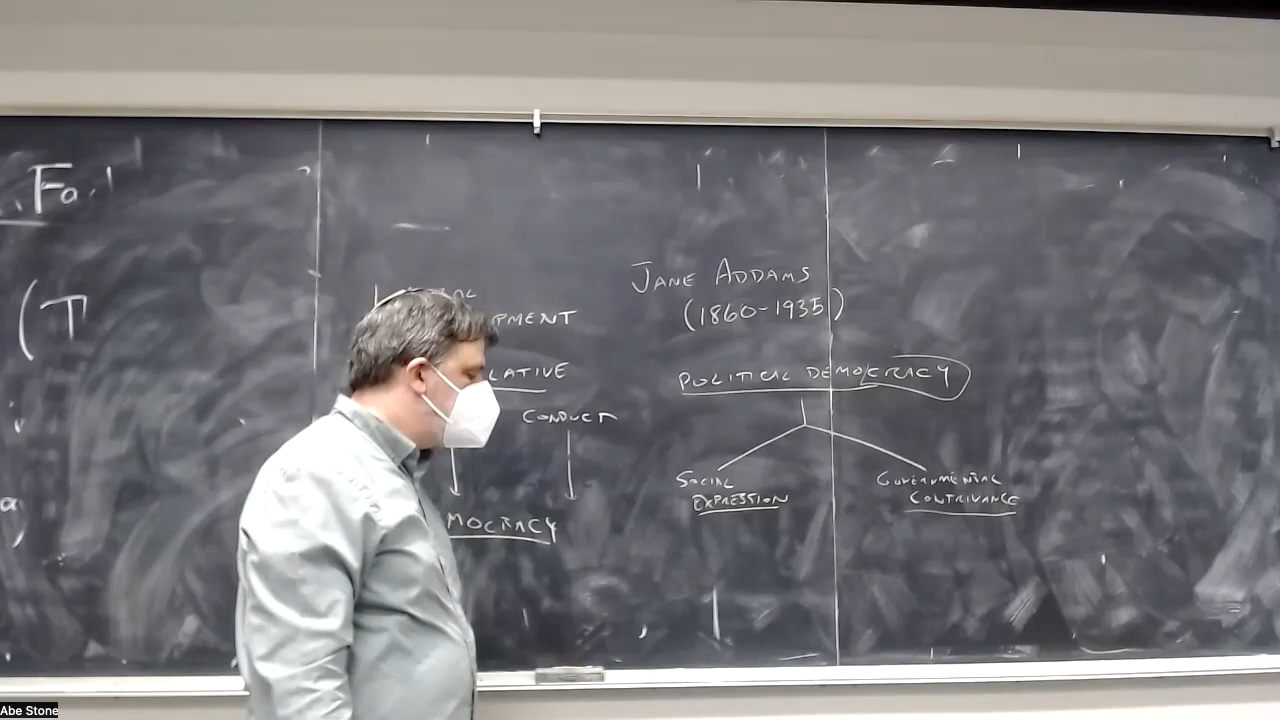 Fa
(T
PMENT
LATIVE
CONDUCT
MOCRACY
JANE ADDAMS
(1860-1935)
POLITICAL DEMOCRACY
SOCIAL
EXPRESSION
GOVERNMENTAL
CONTRIVANCE
Abe Stone